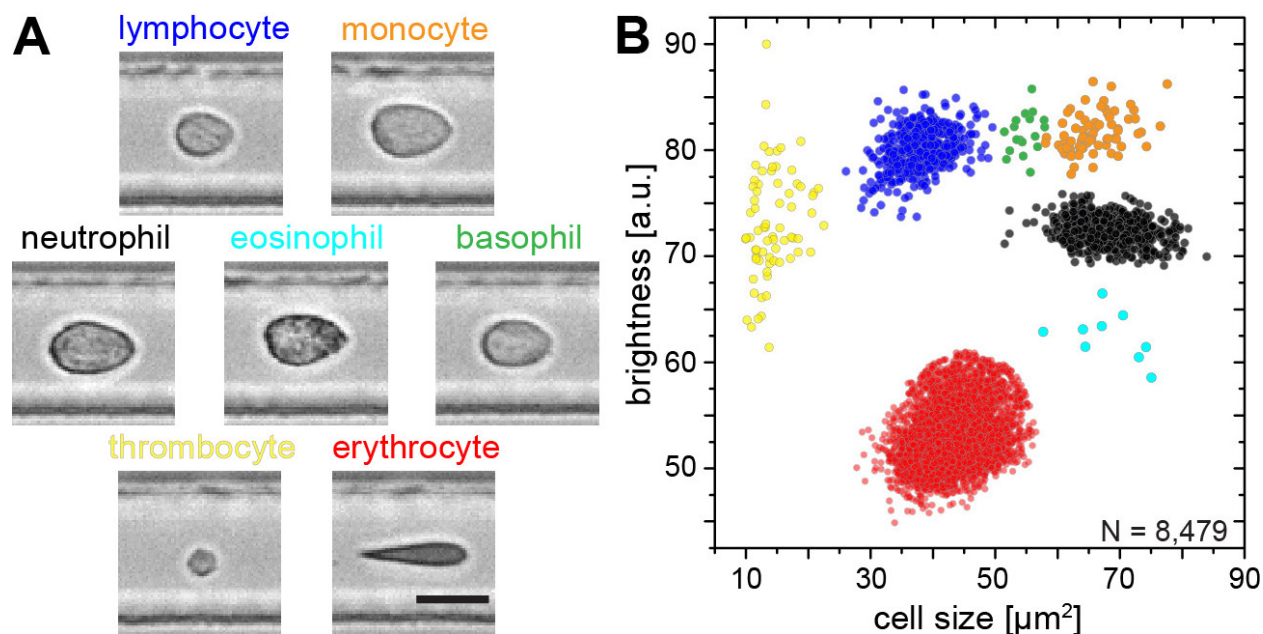 A
lymphocyte monocyte
neutrophil eosinophil basophil
thrombocyte erythrocyte
B
90
80
70
60
50
brightness [a.u.]
N = 8,479
10 30 50 70 90
cell size [µm²]